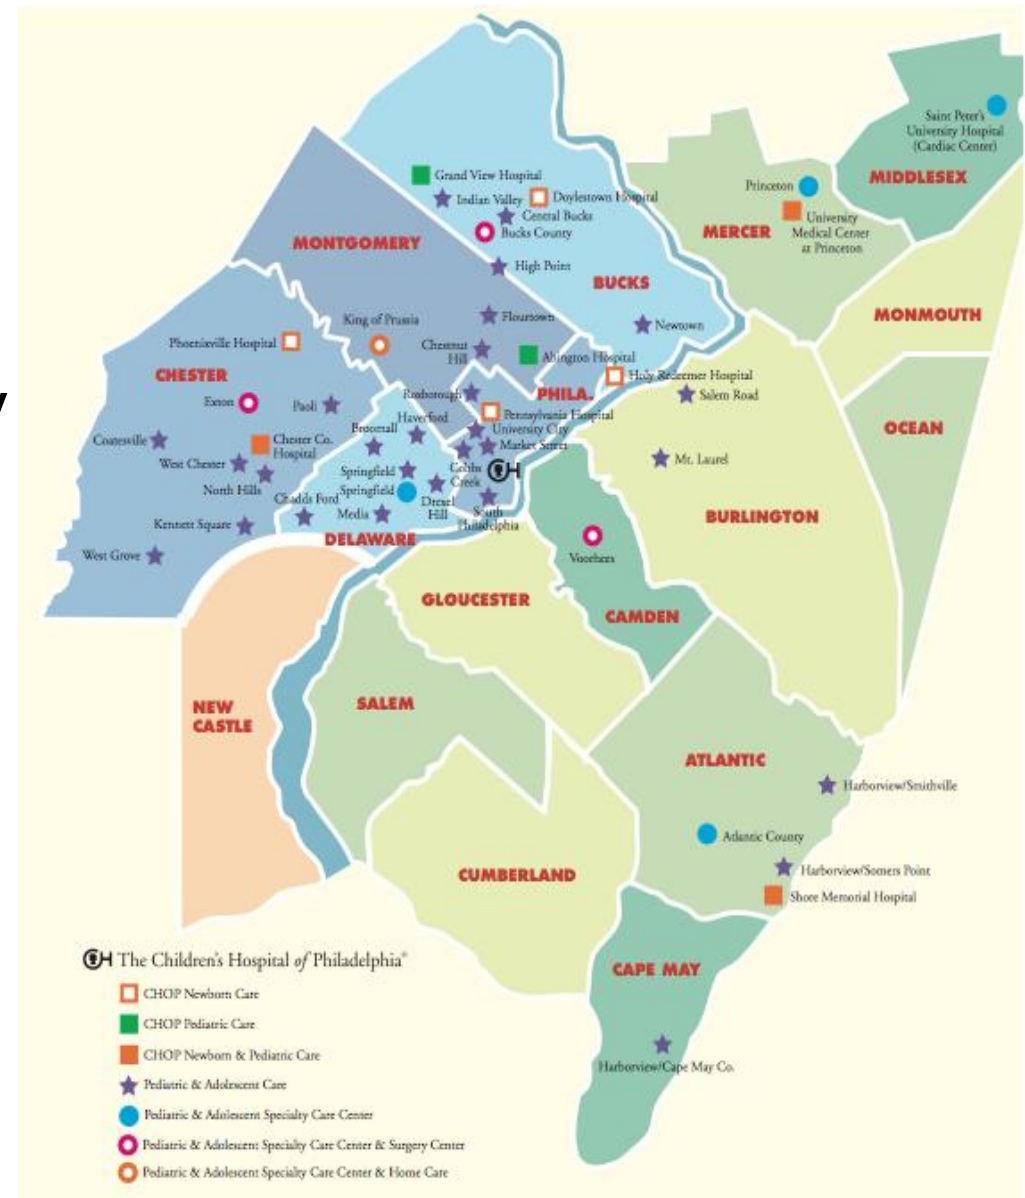 Saint Peter's
University Hospital
(Cardiac Center)
MIDDLESEX
Grand View Hospital
Princeton
Indian Valley
Doylestown Hospital
Central Bucks
University
Medical Center
at Princeton
MERCER
Bucks County
MONTGOMERY
High Point
BUCKS
MONMOUTH
King of Prussia
Flourtown
Newtown
Phoenixville Hospital
Chestnut
Hill
Abington Hospital
CHESTER
Holy Redeemer Hospital
Roxborough
PHILA.
Salem Road
Exton
Paoli
Haverford
Pennsylvania Hospital
OCEAN
Broomall
University City
Coatesville
Chester Co.
Hospital
Market Street
West Chester
Springfield
Cobbs
Creek
Mt. Laurel
North Hills
Springfield
Chadds Ford
Drexel
Hill
Media
South
Philadelphia
BURLINGTON
Kennett Square
DELAWARE
West Grove
Voorhees
GLOUCESTER
CAMDEN
NEW
CASTLE
SALEM
ATLANTIC
Harborview/Smithville
Atlantic County
CUMBERLAND
Harborview/Somers Point
Shore Memorial Hospital
CAPE MAY
Harborview/Cape May Co.
The Children's Hospital of Philadelphia®
CHOP Newborn Care
CHOP Pediatric Care
CHOP Newborn & Pediatric Care
Pediatric & Adolescent Care
Pediatric & Adolescent Specialty Care Center
Pediatric & Adolescent Specialty Care Center & Surgery Center
Pediatric & Adolescent Specialty Care Center & Home Care